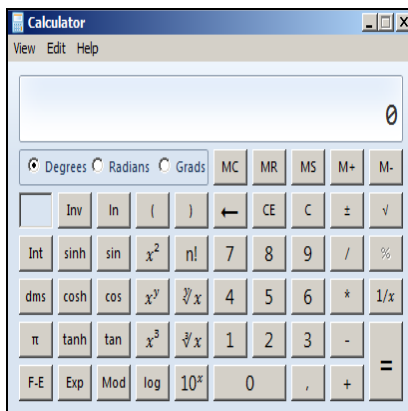 Calculator
View Edit Help
0
Degrees Radians Grads MC MR MS M+ M-
Inv ln ( ) ← CE C ± √
Int sinh sin x² n! 7 8 9 / %
dms cosh cos xʸ ʸ√x 4 5 6 * 1/x
π tanh tan x³ ³√x 1 2 3 - =
F-E Exp Mod log 10ˣ 0 , +